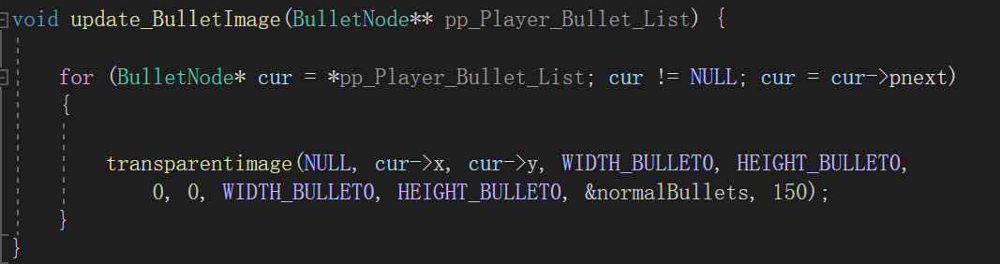 void update_BulletImage(BulletNode** pp_Player_Bullet_List) {
for (BulletNode* cur = *pp_Player_Bullet_List; cur != NULL; cur = cur->pnext)
{
transparentimage(NULL, cur->x, cur->y, WIDTH_BULLET0, HEIGHT_BULLET0,
0, 0, WIDTH_BULLET0, HEIGHT_BULLET0, &normalBullets, 150);
}
}